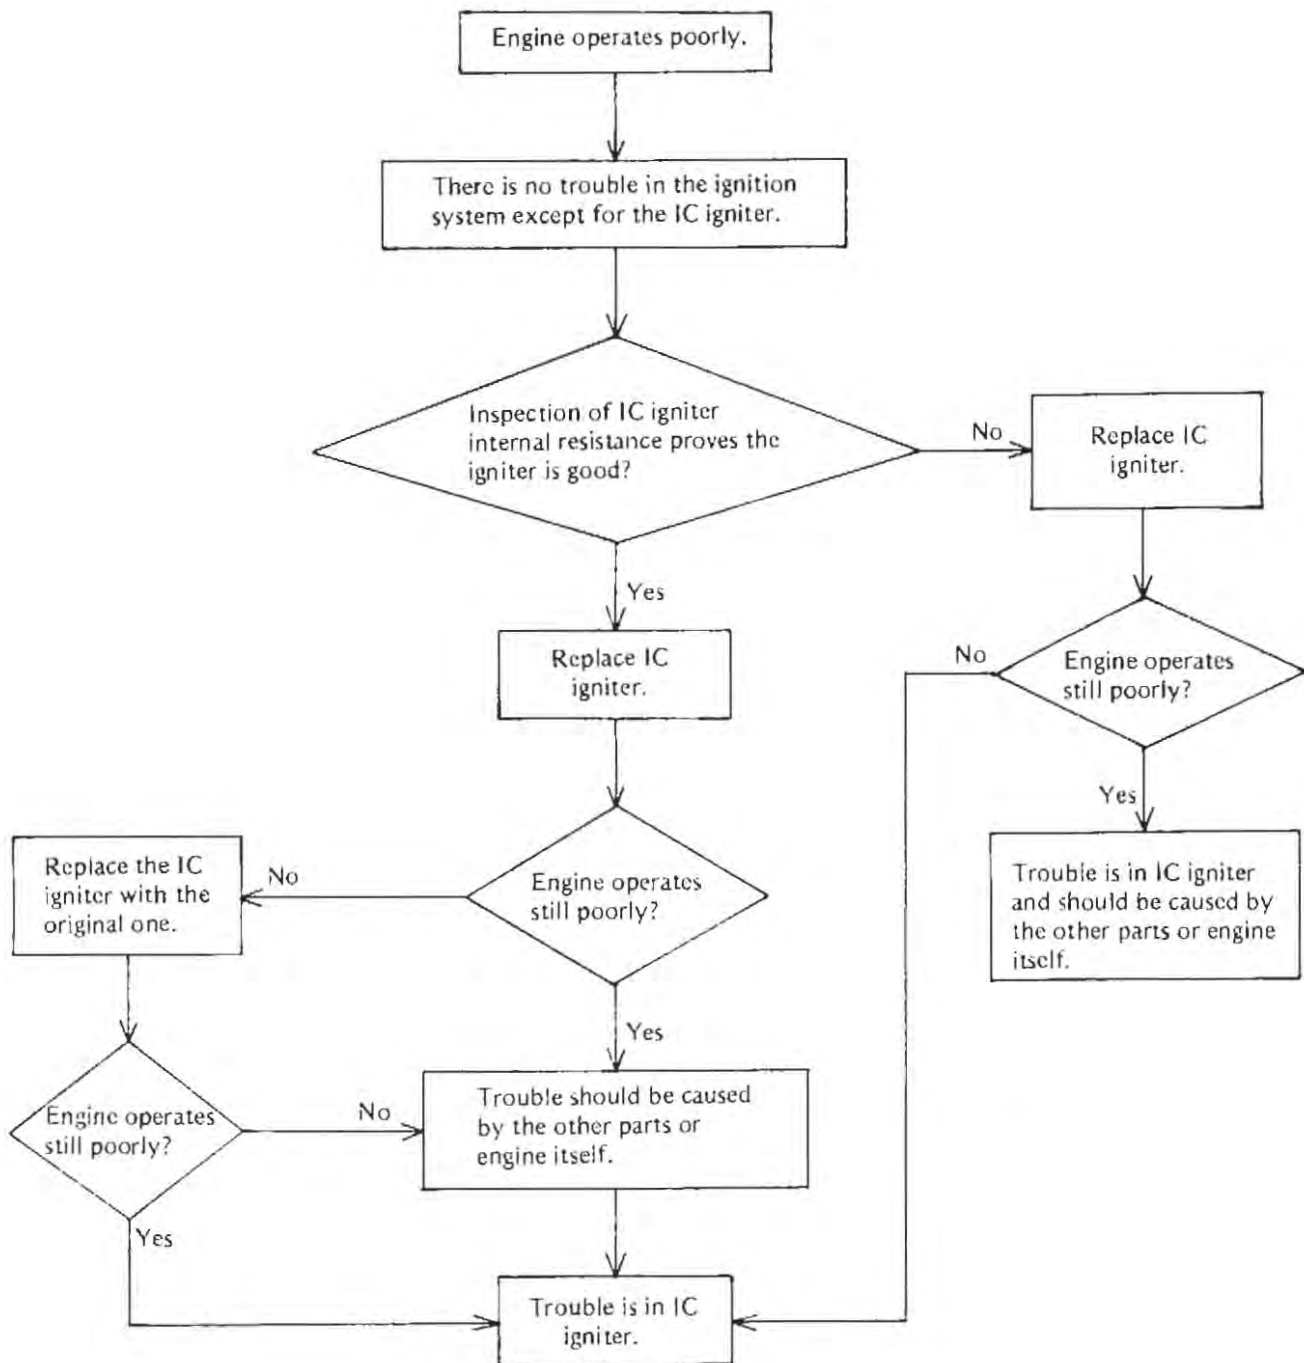 Engine operates poorly.
There is no trouble in the ignition
system except for the IC igniter.
Inspection of IC igniter
internal resistance proves the
igniter is good?
No
Replace IC
igniter.
Yes
Replace IC
igniter.
No
Engine operates
still poorly?
Yes
Trouble is in IC igniter
and should be caused by
the other parts or engine
itself.
Replace the IC
igniter with the
original one.
No
Engine operates
still poorly?
Yes
Engine operates
still poorly?
No
Trouble should be caused
by the other parts or
engine itself.
Yes
Trouble is in IC
igniter.